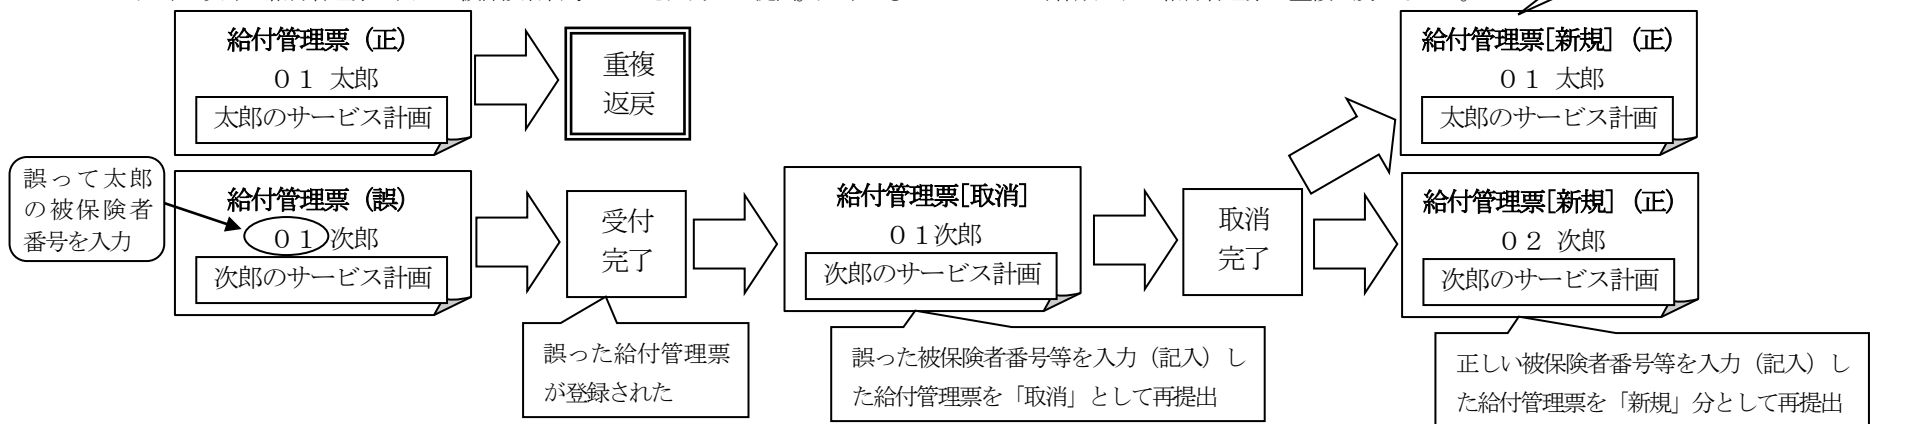 給付管理票（正）
０１ 太郎
太郎のサービス計画
重複
返戻
給付管理票[新規]（正）
０１ 太郎
太郎のサービス計画
誤って太郎
の被保険者
番号を入力
給付管理票（誤）
０１ 次郎
次郎のサービス計画
受付
完了
給付管理票[取消]
０１次郎
次郎のサービス計画
取消
完了
給付管理票[新規]（正）
０２ 次郎
次郎のサービス計画
誤った給付管理票
が登録された
誤った被保険者番号等を入力（記入）し
た給付管理票を「取消」として再提出
正しい被保険者番号等を入力（記入）し
た給付管理票を「新規」分として再提出